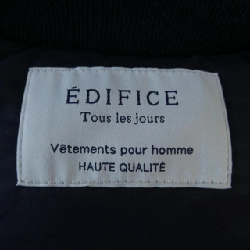 ÉDIFICE
Tous les jours
Vêtements pour homme
HAUTE QUALITÉ